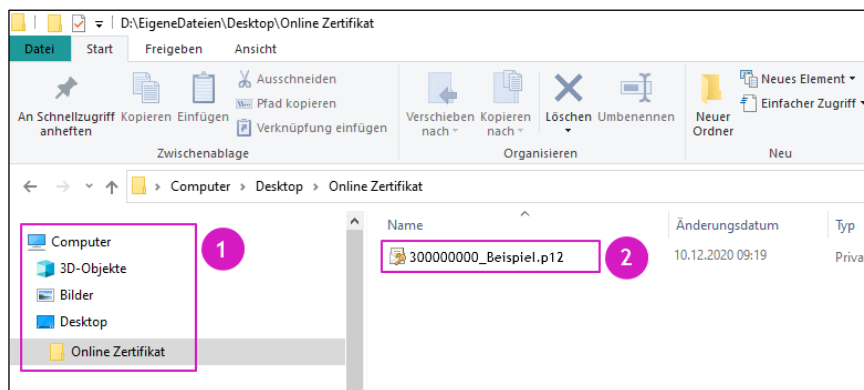 D:\EigeneDateien\Desktop\Online Zertifikat
Datei Start Freigeben Ansicht
An Schnellzugriff anheften
Kopieren
Einfügen
Ausschneiden
Pfad kopieren
Verknüpfung einfügen
Zwischenablage
Verschieben nach
Kopieren nach
Löschen
Umbenennen
Organisieren
Neuer Ordner
Neues Element
Einfacher Zugriff
Neu
Computer > Desktop > Online Zertifikat
Computer
3D-Objekte
Bilder
Desktop
Online Zertifikat
1
Name Änderungsdatum Typ
300000000_Beispiel.p12 2 10.12.2020 09:19 Priva